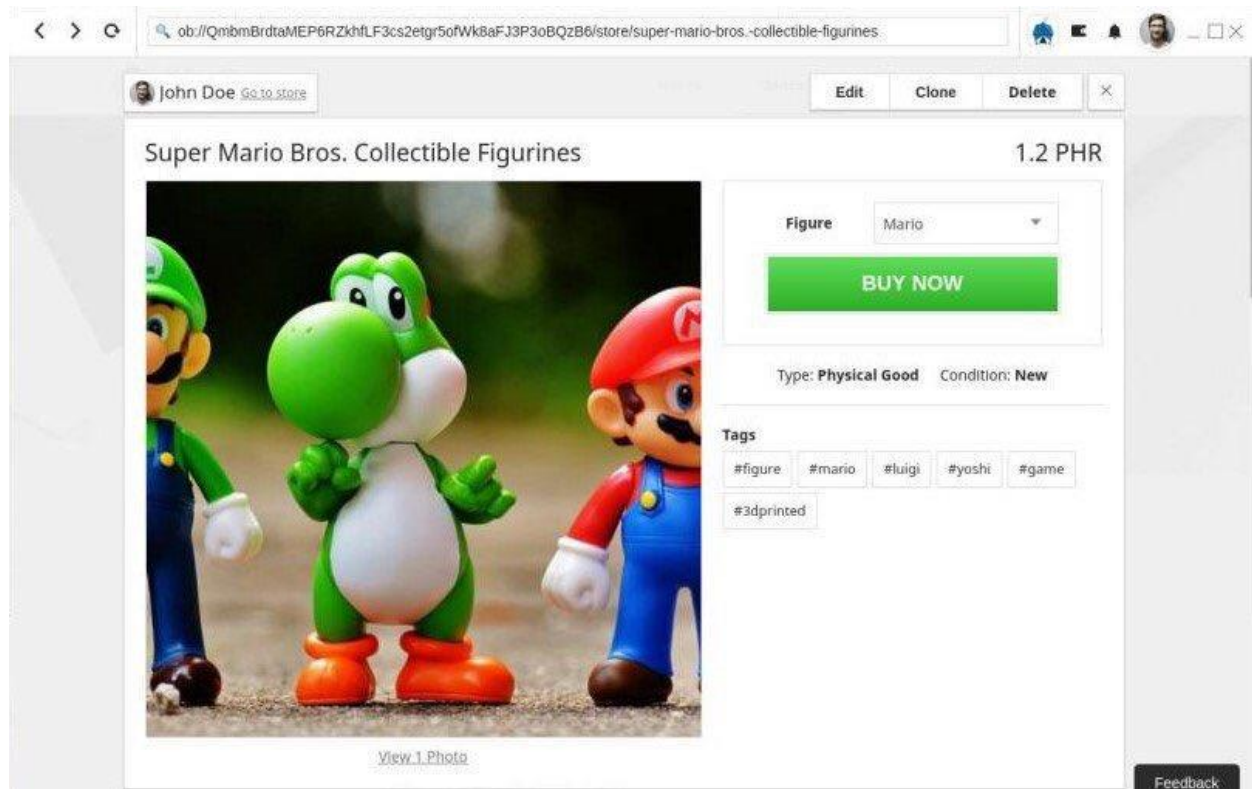 ob://QmbmBrdtaMEP6RZkhfLF3cs2etgr5ofWk8aFJ3P3oBQzB6/store/super-mario-bros.-collectible-figurines
John Doe Go to store
Edit Clone Delete
Super Mario Bros. Collectible Figurines 1.2 PHR
Figure Mario
BUY NOW
Type: Physical Good Condition: New
Tags
#figure #mario #luigi #yoshi #game
#3dprinted
View 1 Photo
Feedback